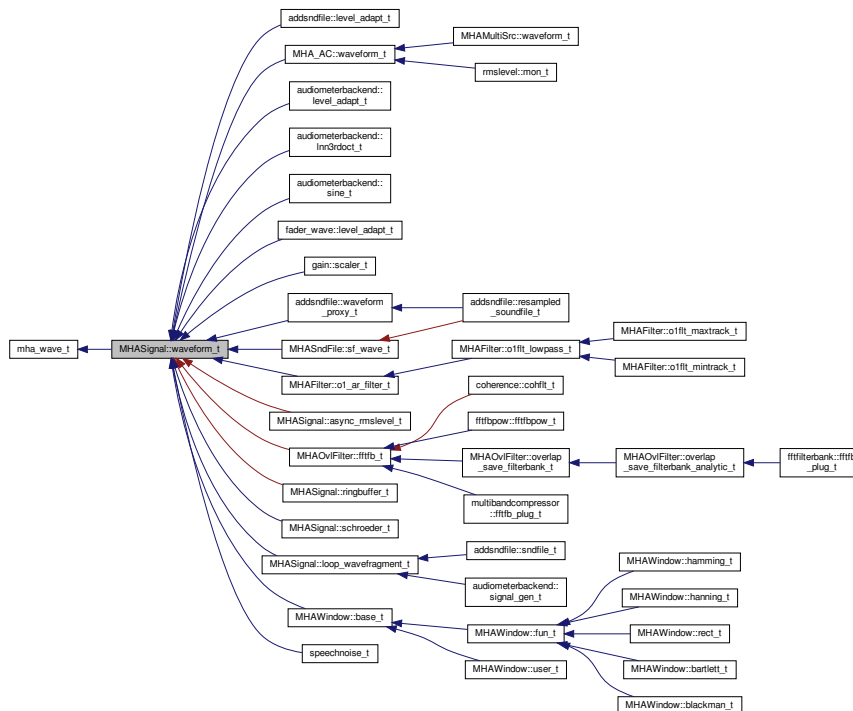 mha_wave_t
MHASignal::waveform_t
addsndfile::level_adapt_t
MHA_AC::waveform_t
MHAMultiSrc::waveform_t
rmslevel::mon_t
audiometerbackend::
level_adapt_t
audiometerbackend::
lnn3rdoct_t
audiometerbackend::
sine_t
fader_wave::level_adapt_t
gain::scaler_t
addsndfile::waveform
_proxy_t
addsndfile::resampled
_soundfile_t
MHASndFile::sf_wave_t
MHAFilter::o1_ar_filter_t
MHAFilter::o1flt_lowpass_t
MHAFilter::o1flt_maxtrack_t
MHAFilter::o1flt_mintrack_t
MHASignal::async_rmslevel_t
MHAOvlFilter::fftfb_t
coherence::cohflt_t
fftfbpow::fftfbpow_t
MHAOvlFilter::overlap
_save_filterbank_t
MHAOvlFilter::overlap
_save_filterbank_analytic_t
fftfilterbank::fftfb
_plug_t
multibandcompressor
::fftfb_plug_t
MHASignal::ringbuffer_t
MHASignal::schroeder_t
MHASignal::loop_wavefragment_t
addsndfile::sndfile_t
audiometerbackend::
signal_gen_t
MHAWindow::base_t
MHAWindow::fun_t
MHAWindow::user_t
MHAWindow::hamming_t
MHAWindow::hanning_t
MHAWindow::rect_t
MHAWindow::bartlett_t
MHAWindow::blackman_t
speechnoise_t